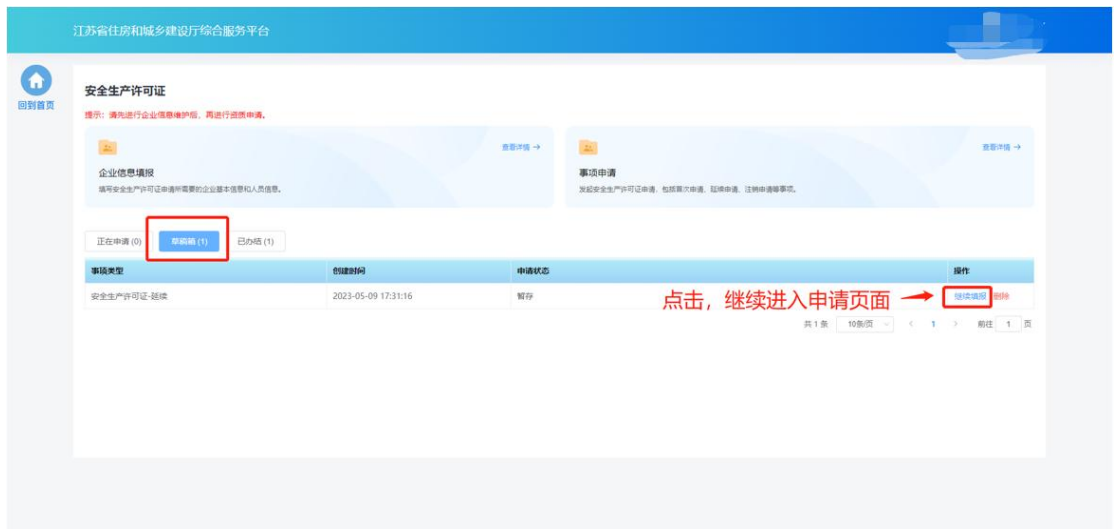 江苏省住房和城乡建设厅综合服务平台
回到首页
安全生产许可证
提示：请先进行企业信息维护后，再进行资质申请。
查看详情 →
企业信息填报
填写安全生产许可证申请所需要的企业基本信息和人员信息。
查看详情 →
事项申请
发起安全生产许可证申请，包括首次申请、延续申请、注销申请等事项。
正在申请 (0) 草稿箱 (1) 已办结 (1)
事项类型 创建时间 申请状态 操作
安全生产许可证-延续 2023-05-09 17:31:16 暂存 点击，继续进入申请页面 继续填报 删除
共 1 条 10条/页 < 1 > 前往 1 页